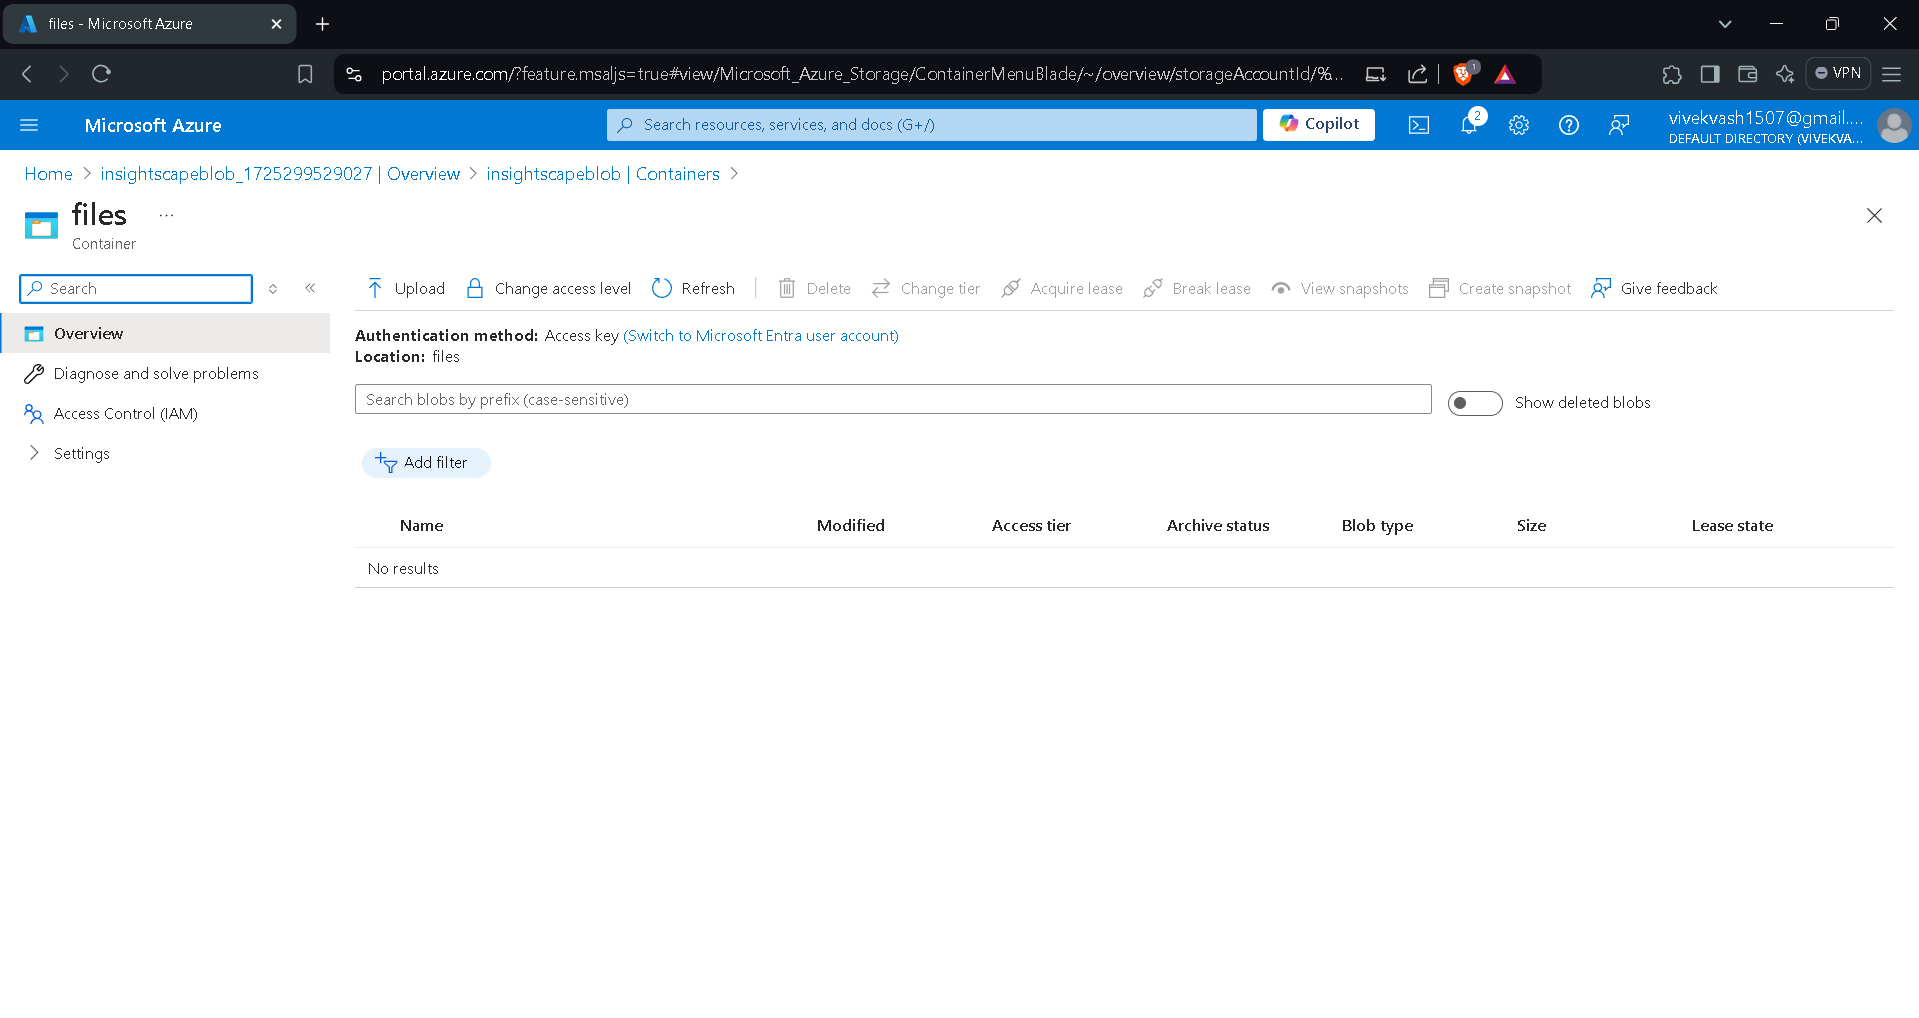 files - Microsoft Azure
portal.azure.com/?feature.msaljs=true#view/Microsoft_Azure_Storage/ContainerMenuBlade/~/overview/storageAccountId/%...
1
VPN
Microsoft Azure
Search resources, services, and docs (G+/)
Copilot
2
vivekvash1507@gmail....
DEFAULT DIRECTORY (VIVEKVA...
Home > insightscapeblob_1725299529027 | Overview > insightscapeblob | Containers >
files ...
Container
Search
Upload Change access level Refresh Delete Change tier Acquire lease Break lease View snapshots Create snapshot Give feedback
Overview
Diagnose and solve problems
Access Control (IAM)
Settings
Authentication method: Access key (Switch to Microsoft Entra user account)
Location: files
Search blobs by prefix (case-sensitive)
Show deleted blobs
Add filter
Name Modified Access tier Archive status Blob type Size Lease state
No results